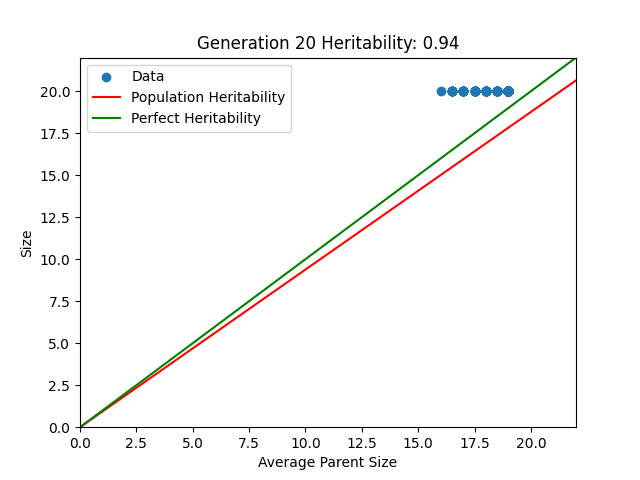 Generation 20 Heritability: 0.94
Data
Population Heritability
Perfect Heritability
20.0
17.5
15.0
12.5
10.0
7.5
5.0
2.5
0.0
Size
0.0 2.5 5.0 7.5 10.0 12.5 15.0 17.5 20.0
Average Parent Size